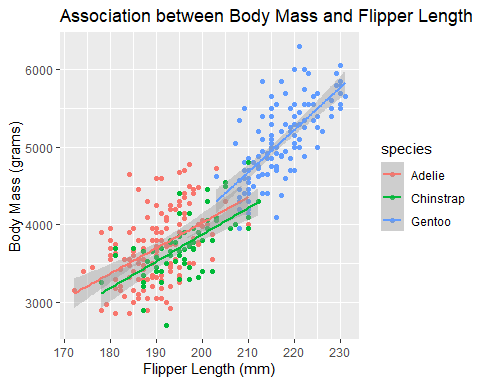 Association between Body Mass and Flipper Length
Body Mass (grams)
6000
5000
4000
3000
170 180 190 200 210 220 230
Flipper Length (mm)
species
Adelie
Chinstrap
Gentoo